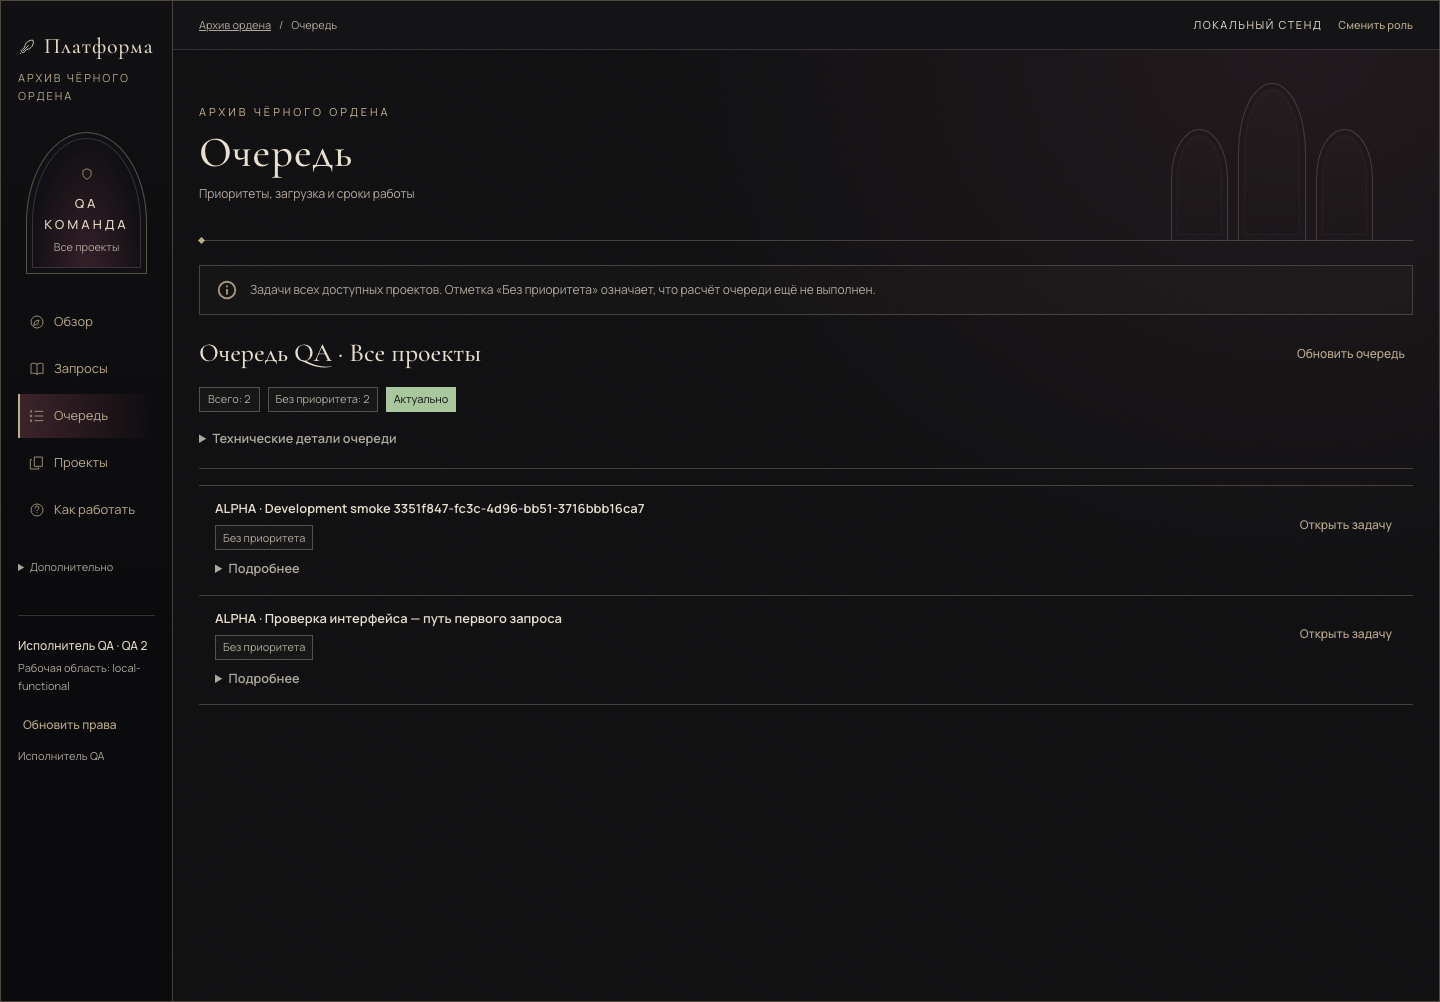 Платформа
АРХИВ ЧЁРНОГО
ОРДЕНА
QA
КОМАНДА
Все проекты
Обзор
Запросы
Очередь
Проекты
Как работать
Дополнительно
Исполнитель QA · QA 2
Рабочая область: local-
functional
Обновить права
Исполнитель QA
Архив ордена / Очередь
ЛОКАЛЬНЫЙ СТЕНД Сменить роль
АРХИВ ЧЁРНОГО ОРДЕНА
Очередь
Приоритеты, загрузка и сроки работы
Задачи всех доступных проектов. Отметка «Без приоритета» означает, что расчёт очереди ещё не выполнен.
Очередь QA · Все проекты
Обновить очередь
Всего: 2 Без приоритета: 2 Актуально
Технические детали очереди
ALPHA · Development smoke 3351f847-fc3c-4d96-bb51-3716bbb16ca7
Без приоритета
Открыть задачу
Подробнее
ALPHA · Проверка интерфейса — путь первого запроса
Без приоритета
Открыть задачу
Подробнее